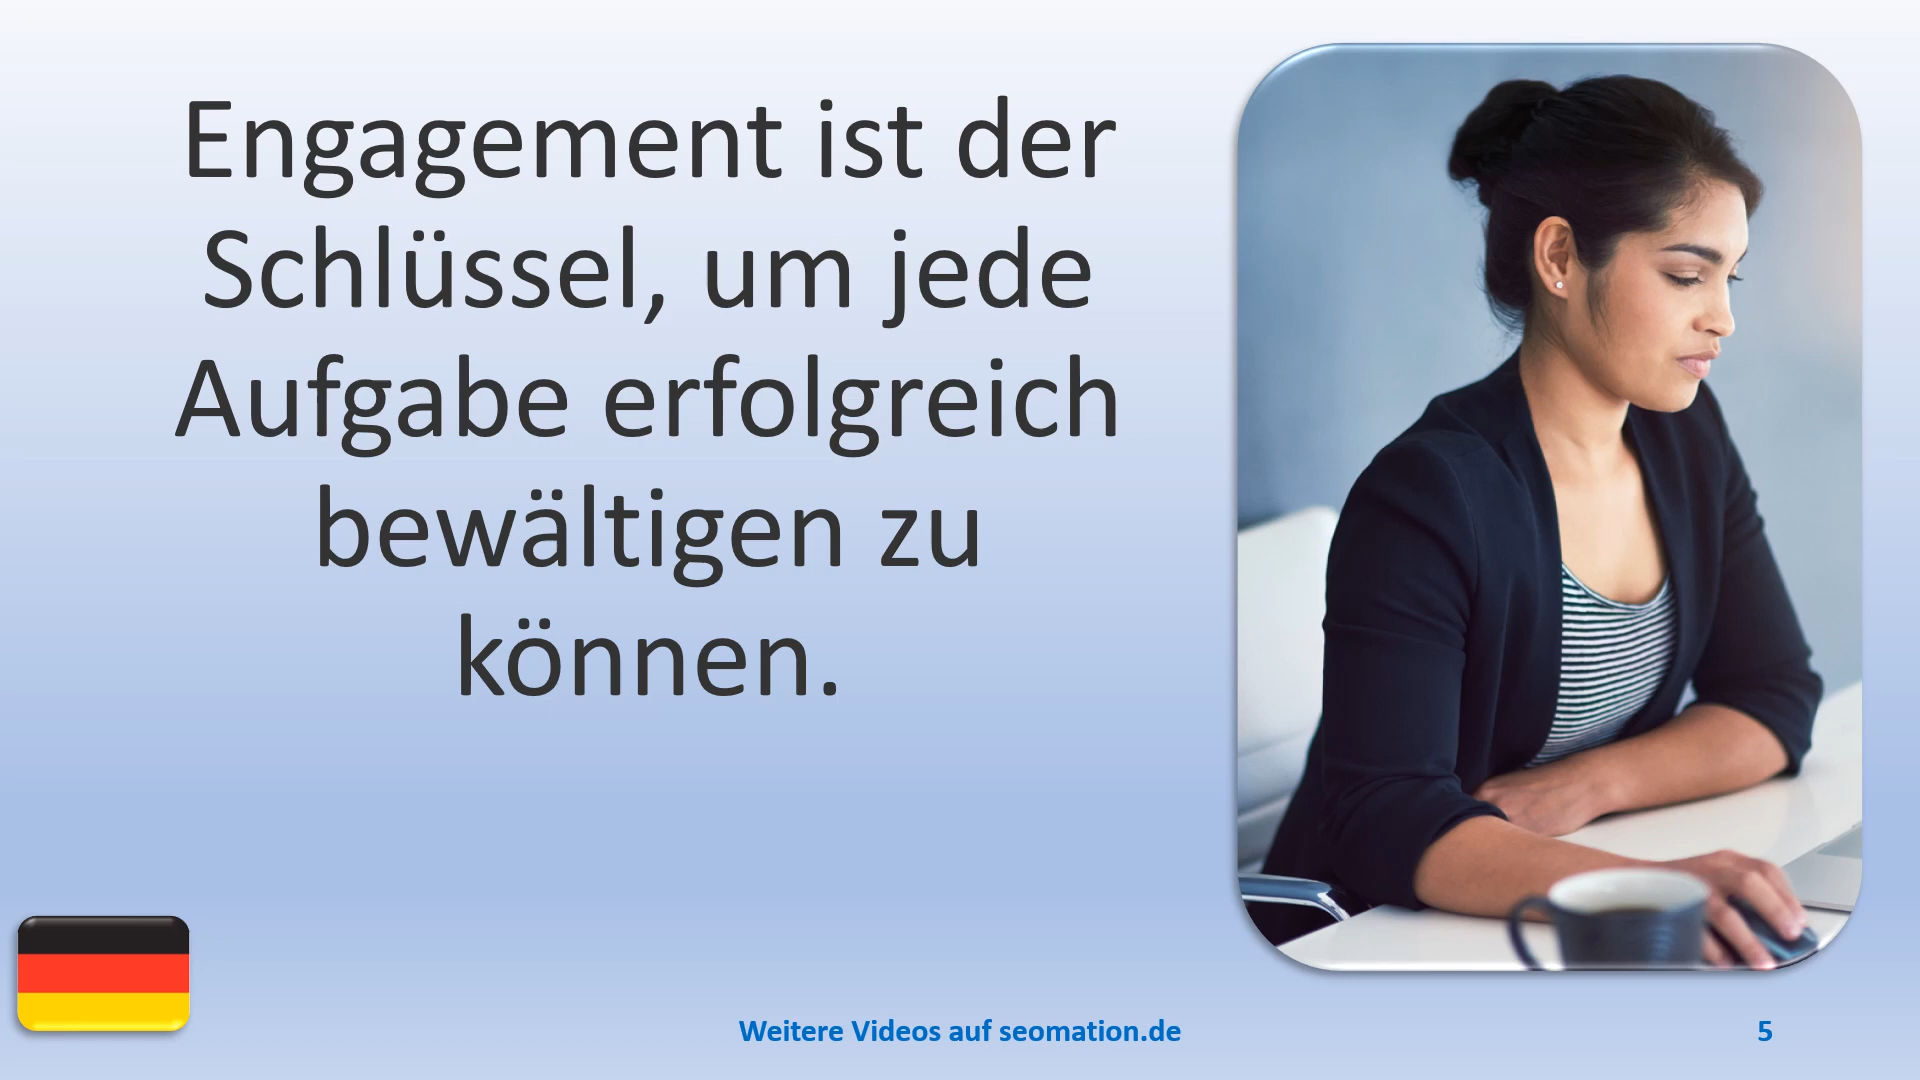 Engagement ist der
Schlüssel, um jede
Aufgabe erfolgreich
bewältigen zu
können.
Weitere Videos auf seomation.de
5